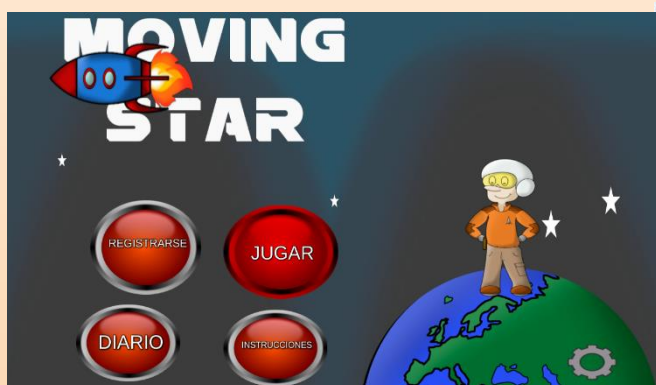 MOVING
STAR
REGISTRARSE
JUGAR
DIARIO
INSTRUCCIONES